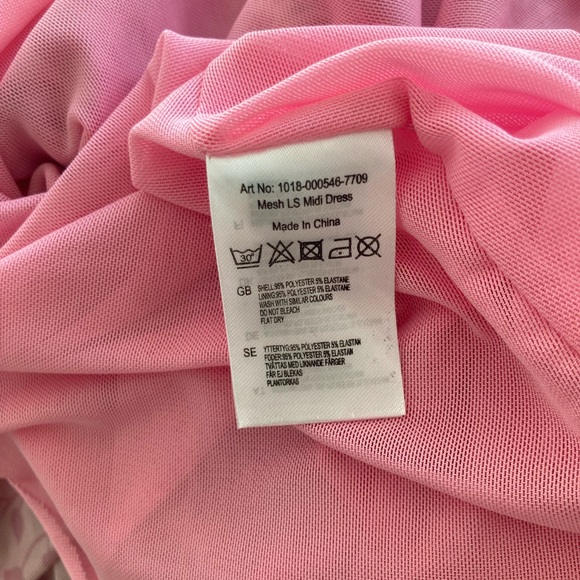 Art No: 1018-000546-7709
Mesh LS Midi Dress
Made In China
30°
GB SHELL:95% POLYESTER 5% ELASTANE
LINING:95% POLYESTER 5% ELASTANE
WASH WITH SIMILAR COLOURS
DO NOT BLEACH
FLAT DRY
SE YTTERTYG:95% POLYESTER 5% ELASTAN
FODER:95% POLYESTER 5% ELASTAN
TVÄTTAS MED LIKNANDE FÄRGER
FÅR EJ BLEKAS
PLANTORKAS